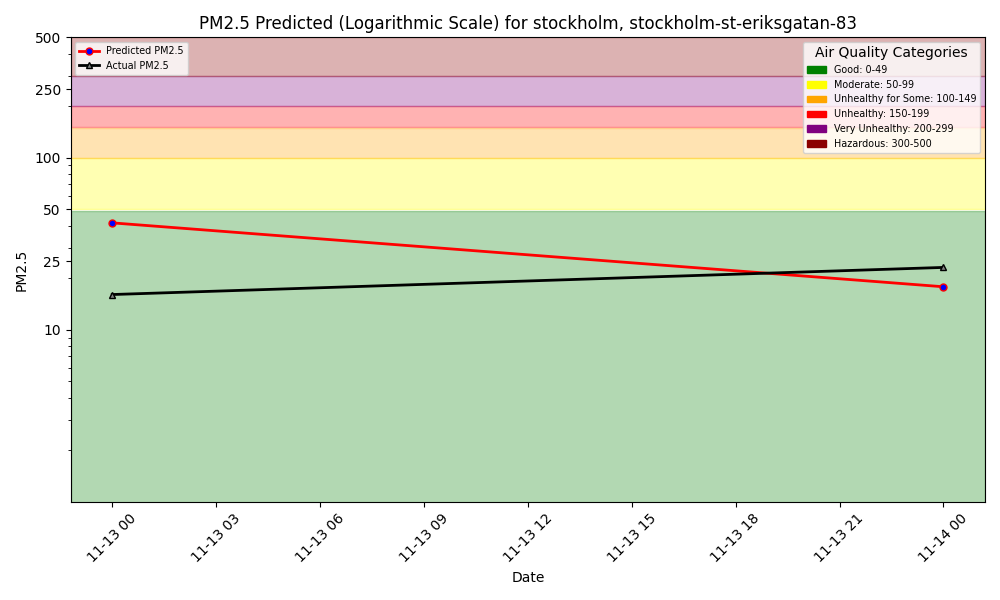 PM2.5 Predicted (Logarithmic Scale) for stockholm, stockholm-st-eriksgatan-83
Predicted PM2.5
Actual PM2.5
Air Quality Categories
Good: 0-49
Moderate: 50-99
Unhealthy for Some: 100-149
Unhealthy: 150-199
Very Unhealthy: 200-299
Hazardous: 300-500
PM2.5
500
250
100
50
25
10
11-13 00
11-13 03
11-13 06
11-13 09
11-13 12
11-13 15
11-13 18
11-13 21
11-14 00
Date